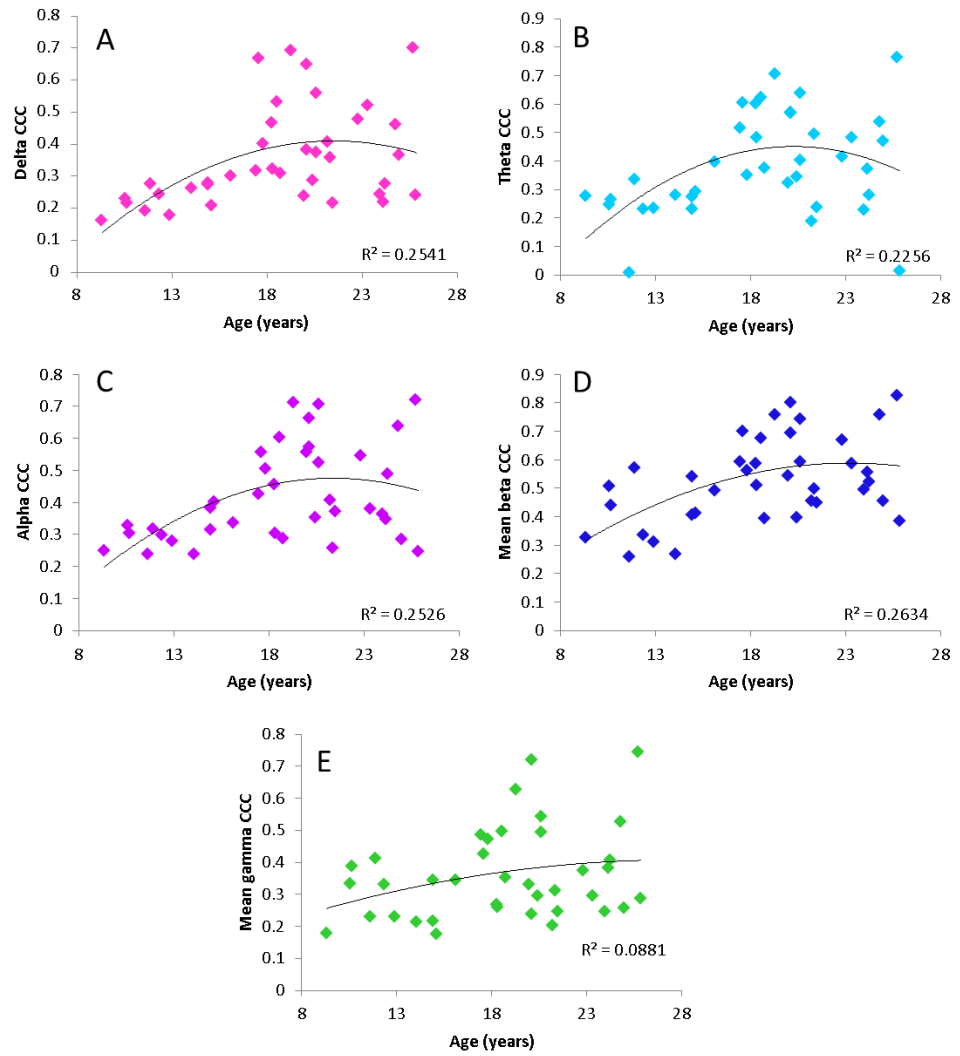 A
Delta CCC
0.8
0.7
0.6
0.5
0.4
0.3
0.2
0.1
0
R² = 0.2541
8 13 18 23 28
Age (years)
B
Theta CCC
0.9
0.8
0.7
0.6
0.5
0.4
0.3
0.2
0.1
0
R² = 0.2256
8 13 18 23 28
Age (years)
C
Alpha CCC
0.8
0.7
0.6
0.5
0.4
0.3
0.2
0.1
0
R² = 0.2526
8 13 18 23 28
Age (years)
D
Mean beta CCC
0.9
0.8
0.7
0.6
0.5
0.4
0.3
0.2
0.1
0
R² = 0.2634
8 13 18 23 28
Age (years)
E
Mean gamma CCC
0.8
0.7
0.6
0.5
0.4
0.3
0.2
0.1
0
R² = 0.0881
8 13 18 23 28
Age (years)